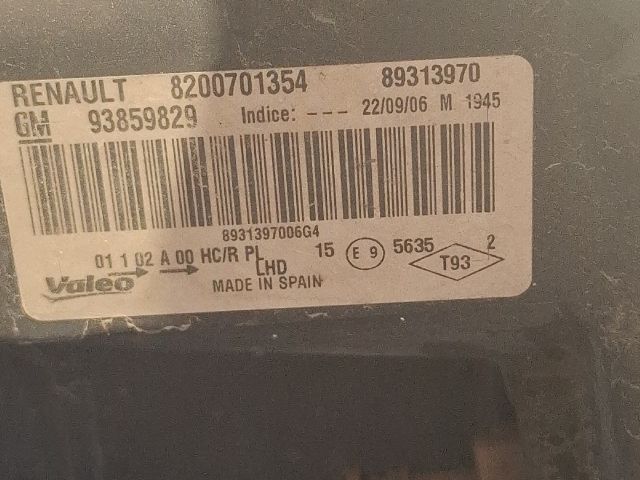 RENAULT 8200701354 89313970
GM 93859829 Indice: --- 22/09/06 M 1945
8931397006G4
01 1 02 A 00 HC/R PL 15 E 9 5635 2
Valeo LHD T93
MADE IN SPAIN